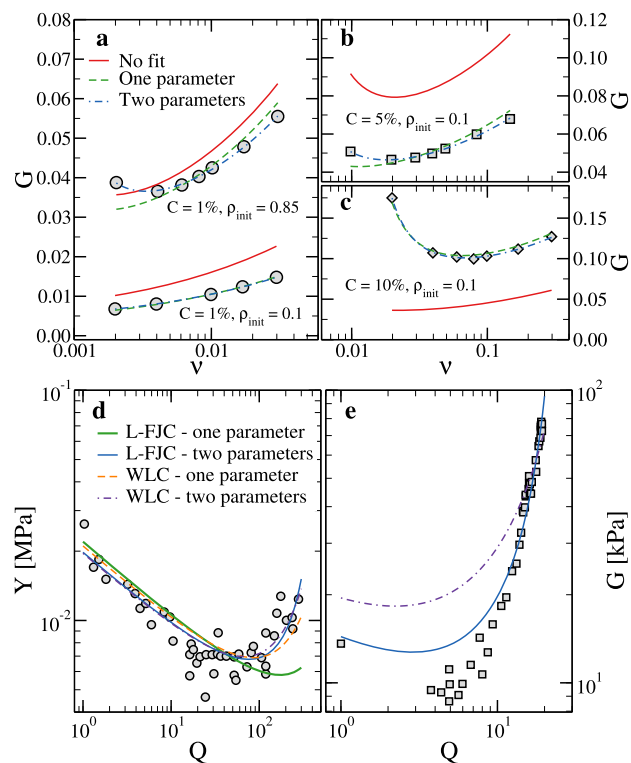 a
No fit
One parameter
Two parameters
C = 1%, ρinit = 0.85
C = 1%, ρinit = 0.1
0.08
0.07
0.06
0.05
0.04
0.03
0.02
0.01
0.00
G
0.001
0.01
ν
b
C = 5%, ρinit = 0.1
0.12
0.10
0.08
0.06
0.04
G
c
C = 10%, ρinit = 0.1
0.15
0.10
0.05
0.00
G
0.01
0.1
ν
d
L-FJC - one parameter
L-FJC - two parameters
WLC - one parameter
WLC - two parameters
10-1
10-2
Y [MPa]
100
101
102
Q
e
102
101
G [kPa]
100
101
Q